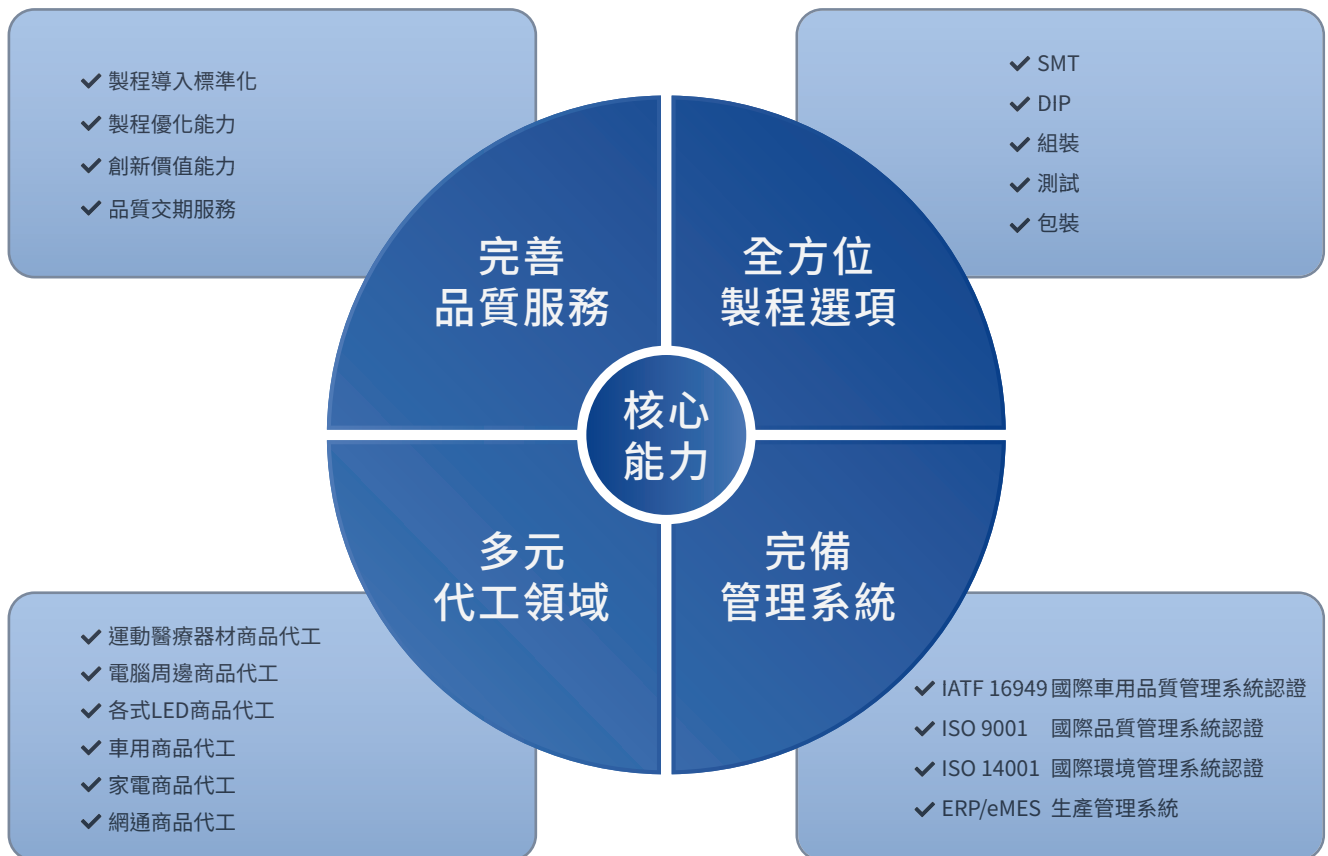 製程導入標準化
製程優化能力
創新價值能力
品質交期服務
SMT
DIP
組裝
測試
包裝
完善
品質服務
全方位
製程選項
核心
能力
多元
代工領域
完備
管理系統
運動醫療器材商品代工
電腦周邊商品代工
各式LED商品代工
車用商品代工
家電商品代工
網通商品代工
IATF 16949 國際車用品質管理系統認證
ISO 9001 國際品質管理系統認證
ISO 14001 國際環境管理系統認證
ERP/eMES 生產管理系統